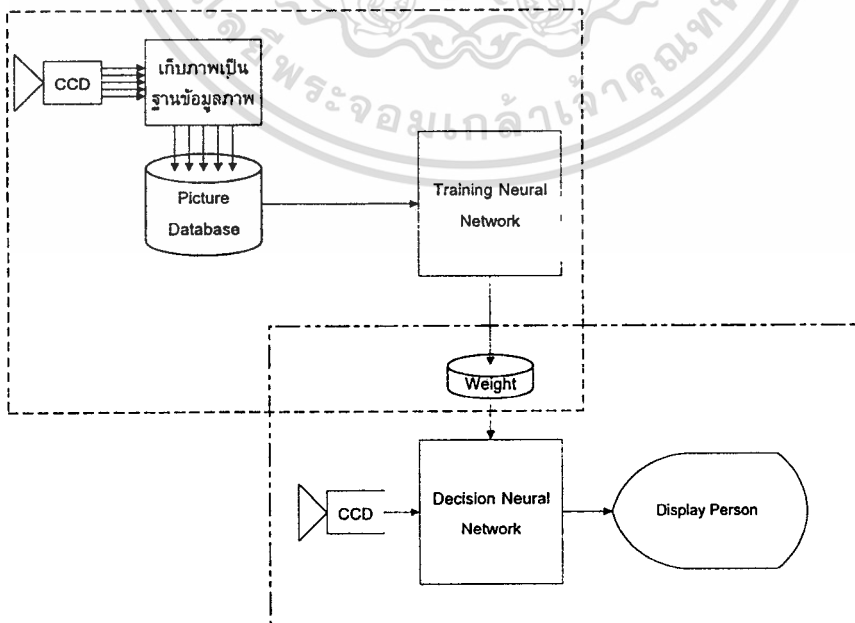 CCD
เก็บภาพเป็น
ฐานข้อมูลภาพ
Picture
Database
Training Neural
Network
Weight
CCD
Decision Neural
Network
Display Person